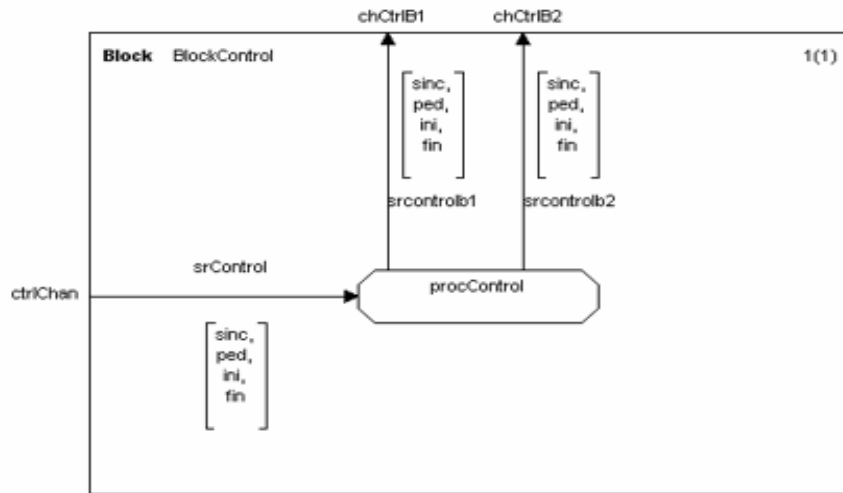 chCtrlB1
chCtrlB2
Block BlockControl
1(1)
sinc,
ped,
ini,
fin
sinc,
ped,
ini,
fin
srcontrolb1
srcontrolb2
srControl
procControl
ctrlChan
sinc,
ped,
ini,
fin